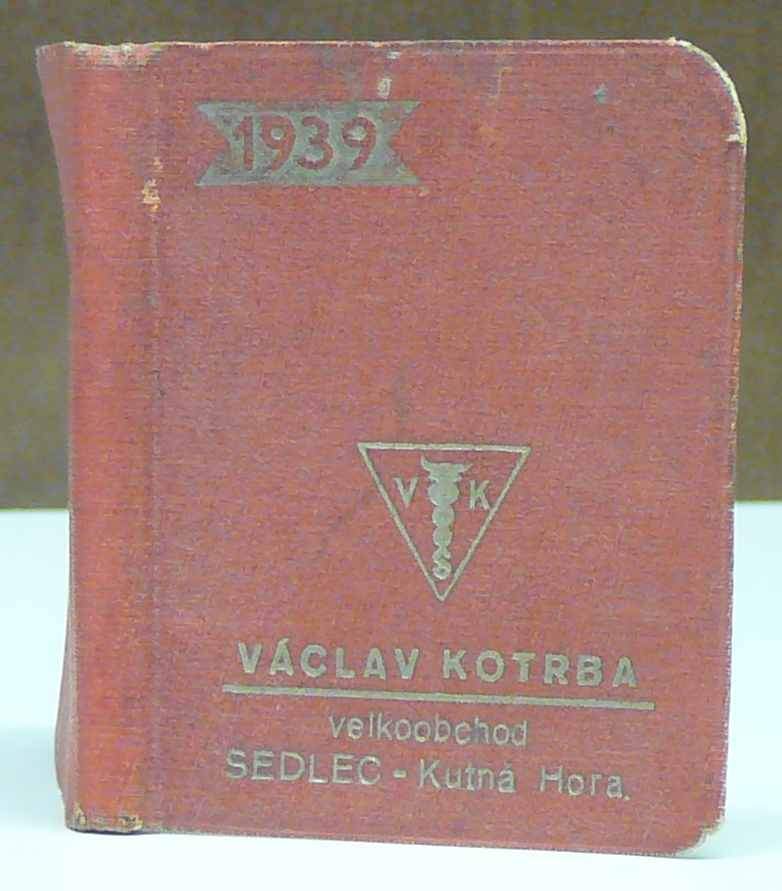 1939
V K
VÁCLAV KOTRBA
velkoobchod
SEDLEC - Kutná Hora.